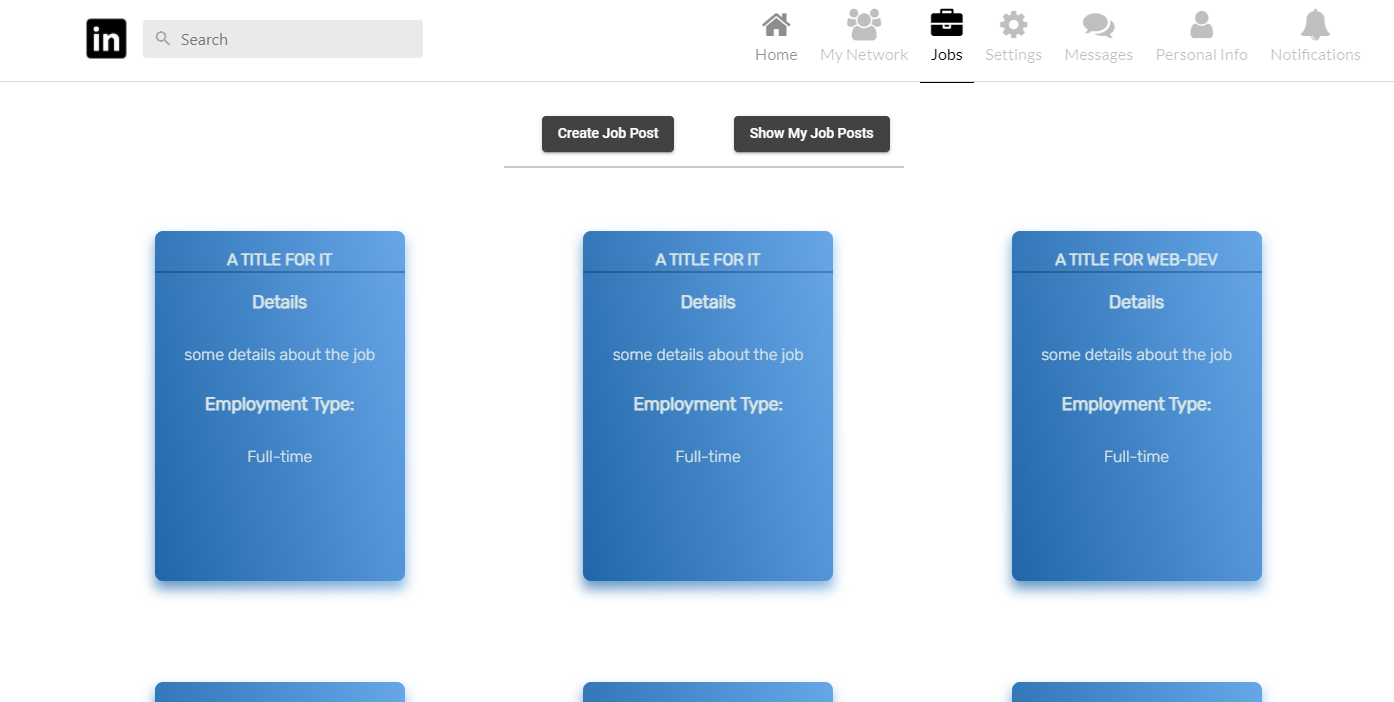 in
Search
Home
My Network
Jobs
Settings
Messages
Personal Info
Notifications
Create Job Post
Show My Job Posts
A TITLE FOR IT
Details
some details about the job
Employment Type:
Full-time
A TITLE FOR IT
Details
some details about the job
Employment Type:
Full-time
A TITLE FOR WEB-DEV
Details
some details about the job
Employment Type:
Full-time